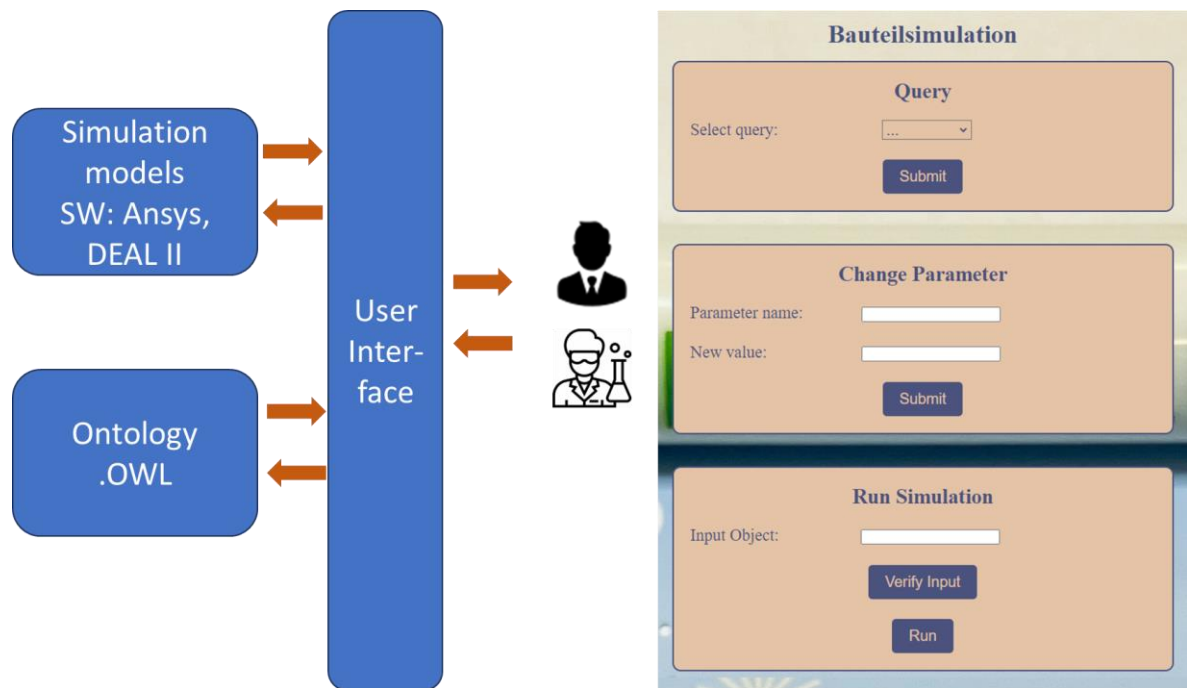 Simulation
models
SW: Ansys,
DEAL II
Ontology
.OWL
User
Inter-
face
Bauteilsimulation
Query
Select query:
...
Submit
Change Parameter
Parameter name:
New value:
Submit
Run Simulation
Input Object:
Verify Input
Run